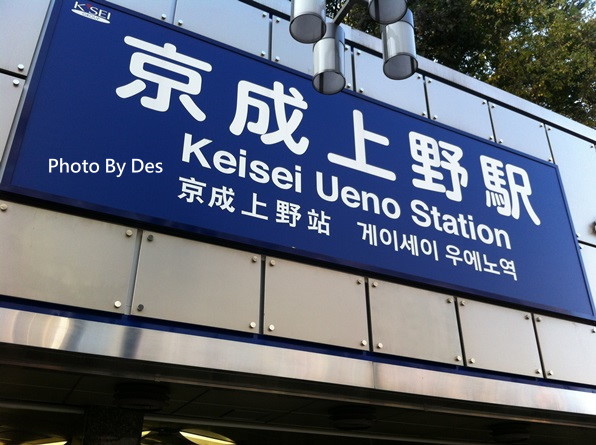 KSEI
京成上野駅
Photo By Des
Keisei Ueno Station
京成上野站 게이세이 우에노역